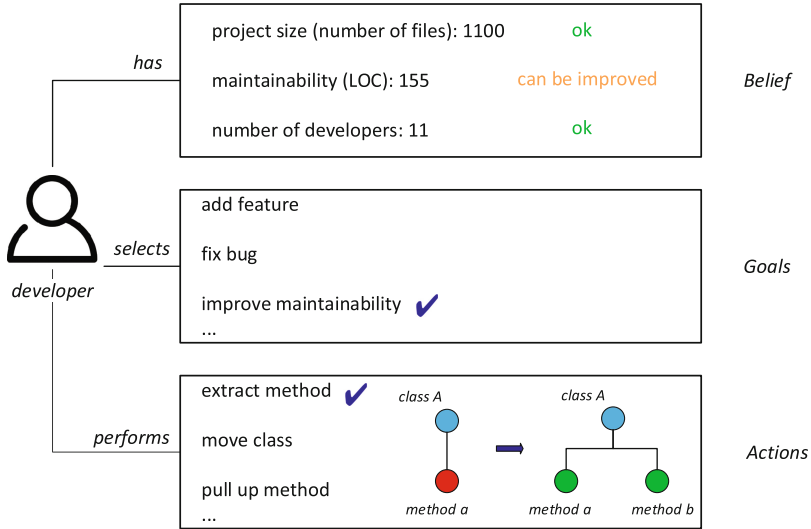 project size (number of files): 1100 ok
has
maintainability (LOC): 155 can be improved Belief
number of developers: 11 ok
add feature
selects
fix bug
Goals
developer
improve maintainability ✔
...
extract method ✔
class A class A
performs
move class
Actions
pull up method
method a method a method b
...